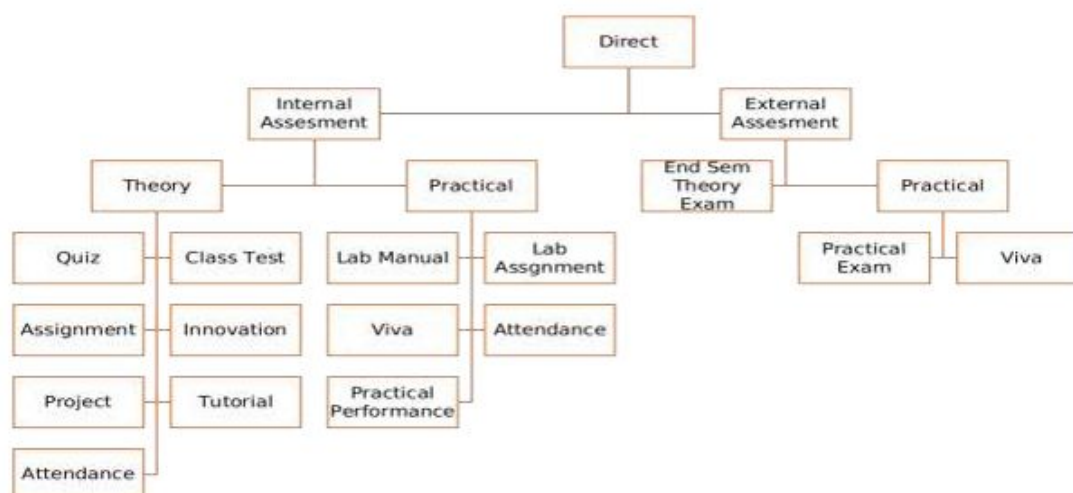 Direct
Internal
Assesment
External
Assesment
Theory
Practical
End Sem
Theory
Exam
Practical
Quiz
Class Test
Lab Manual
Lab
Assgnment
Practical
Exam
Viva
Assignment
Innovation
Viva
Attendance
Project
Tutorial
Practical
Performance
Attendance